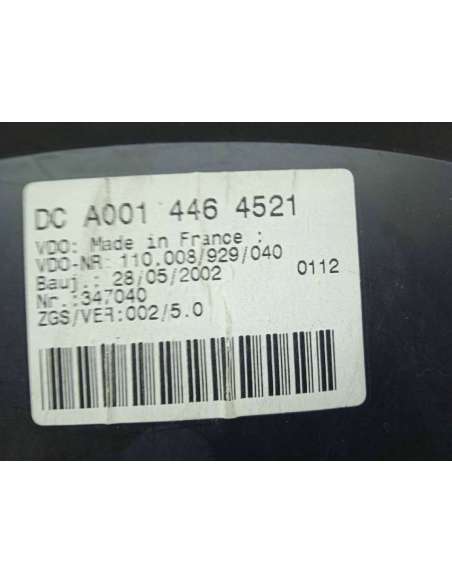 DC A001 446 4521
VDO: Made in France :
VDO-NR: 110.008/929/040
Bauj.: 28/05/2002 0112
Nr.:347040
ZGS/VER:002/5.0